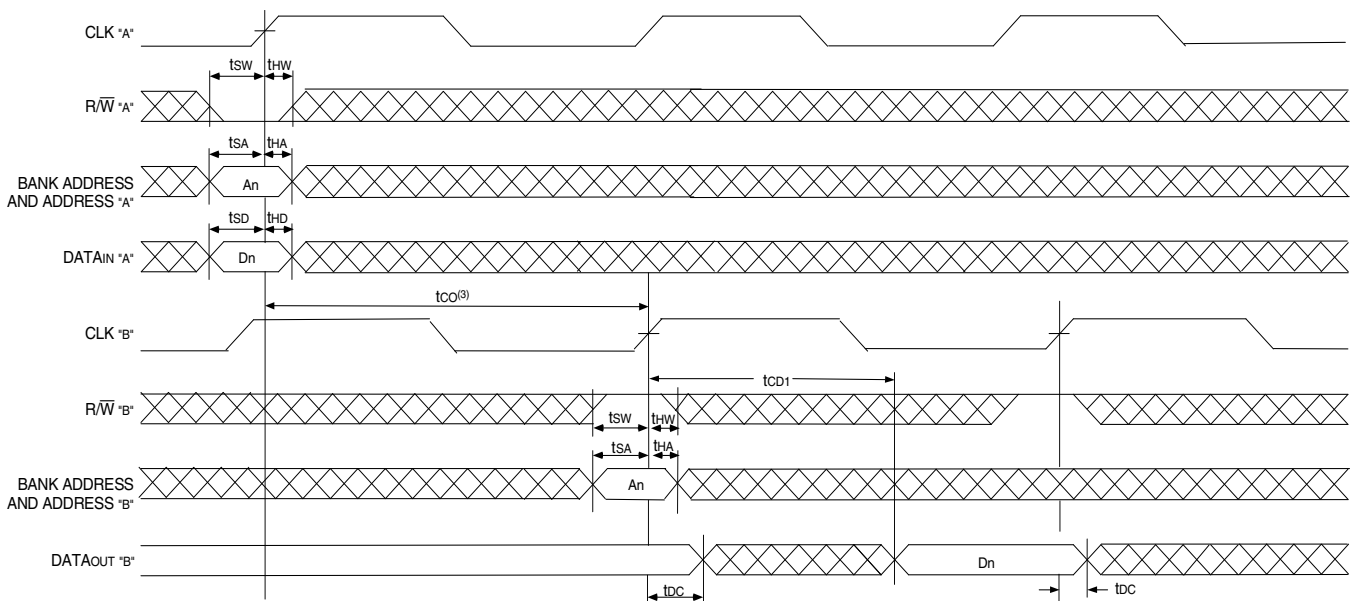 CLK "A"
tSW tHW
R/W̅ "A"
tSA tHA
BANK ADDRESS
AND ADDRESS "A"
An
tSD tHD
DATAIN "A"
Dn
tCO(3)
CLK "B"
tCD1
R/W̅ "B"
tSW tHW
tSA tHA
BANK ADDRESS
AND ADDRESS "B"
An
DATAOUT "B"
Dn
tDC
tDC